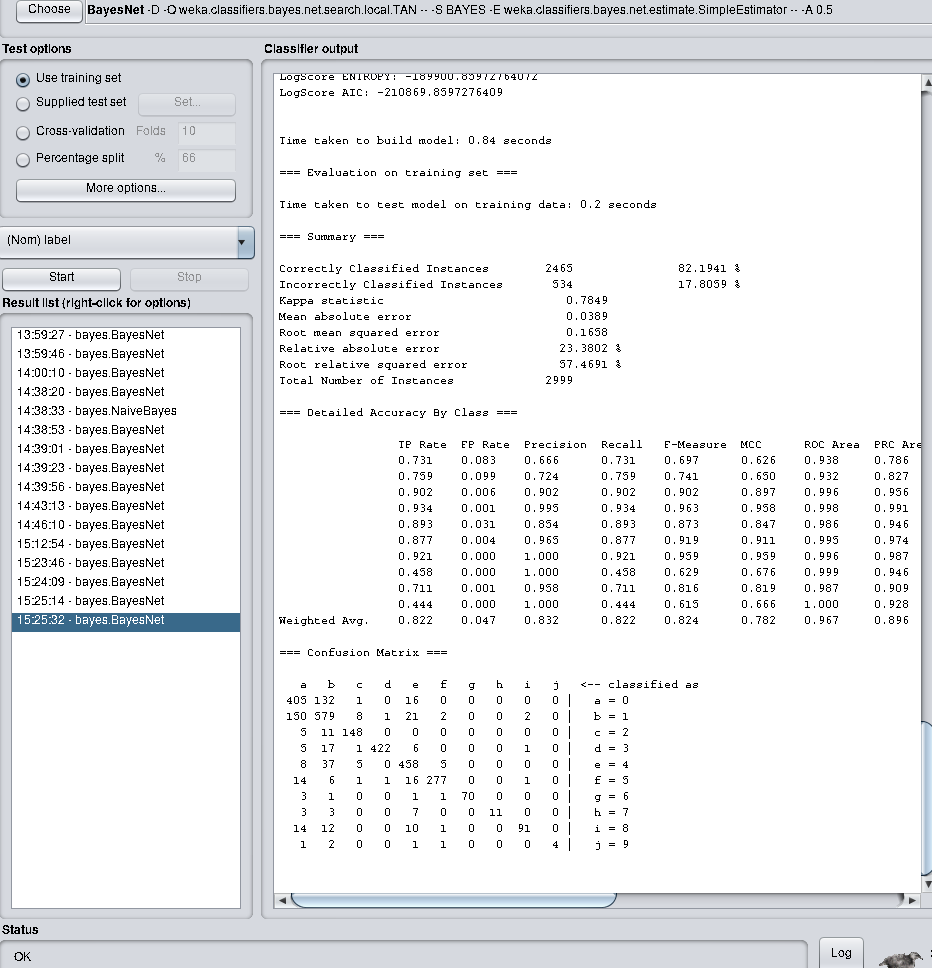 Choose BayesNet -D -Q weka.classifiers.bayes.net.search.local.TAN -- -S BAYES -E weka.classifiers.bayes.net.estimate.SimpleEstimator -- -A 0.5
Test options
Use training set
Supplied test set Set...
Cross-validation Folds 10
Percentage split % 66
More options...
(Nom) label
Start Stop
Result list (right-click for options)
13:59:27 - bayes.BayesNet
13:59:46 - bayes.BayesNet
14:00:10 - bayes.BayesNet
14:38:20 - bayes.BayesNet
14:38:33 - bayes.NaiveBayes
14:38:53 - bayes.BayesNet
14:39:01 - bayes.BayesNet
14:39:23 - bayes.BayesNet
14:39:56 - bayes.BayesNet
14:43:13 - bayes.BayesNet
14:46:10 - bayes.BayesNet
15:12:54 - bayes.BayesNet
15:23:46 - bayes.BayesNet
15:24:09 - bayes.BayesNet
15:25:14 - bayes.BayesNet
15:25:32 - bayes.BayesNet
Classifier output
LogScore ENTROPY: -189900.85972764072
LogScore AIC: -210869.8597276409
Time taken to build model: 0.84 seconds
=== Evaluation on training set ===
Time taken to test model on training data: 0.2 seconds
=== Summary ===
Correctly Classified Instances 2465 82.1941 %
Incorrectly Classified Instances 534 17.8059 %
Kappa statistic 0.7849
Mean absolute error 0.0389
Root mean squared error 0.1658
Relative absolute error 23.3802 %
Root relative squared error 57.4691 %
Total Number of Instances 2999
=== Detailed Accuracy By Class ===
TP Rate FP Rate Precision Recall F-Measure MCC ROC Area PRC Are
0.731 0.083 0.666 0.731 0.697 0.626 0.938 0.786
0.759 0.099 0.724 0.759 0.741 0.650 0.932 0.827
0.902 0.006 0.902 0.902 0.902 0.897 0.996 0.956
0.934 0.001 0.995 0.934 0.963 0.958 0.998 0.991
0.893 0.031 0.854 0.893 0.873 0.847 0.986 0.946
0.877 0.004 0.965 0.877 0.919 0.911 0.995 0.974
0.921 0.000 1.000 0.921 0.959 0.959 0.996 0.987
0.458 0.000 1.000 0.458 0.629 0.676 0.999 0.946
0.711 0.001 0.958 0.711 0.816 0.819 0.987 0.909
0.444 0.000 1.000 0.444 0.615 0.666 1.000 0.928
Weighted Avg. 0.822 0.047 0.832 0.822 0.824 0.782 0.967 0.896
=== Confusion Matrix ===
a b c d e f g h i j <-- classified as
405 132 1 0 16 0 0 0 0 0 | a = 0
150 579 8 1 21 2 0 0 2 0 | b = 1
5 11 148 0 0 0 0 0 0 0 | c = 2
5 17 1 422 6 0 0 0 1 0 | d = 3
8 37 5 0 458 5 0 0 0 0 | e = 4
14 6 1 1 16 277 0 0 1 0 | f = 5
3 1 0 0 1 1 70 0 0 0 | g = 6
3 3 0 0 7 0 0 11 0 0 | h = 7
14 12 0 0 10 1 0 0 91 0 | i = 8
1 2 0 0 1 1 0 0 0 4 | j = 9
Status
OK
Log